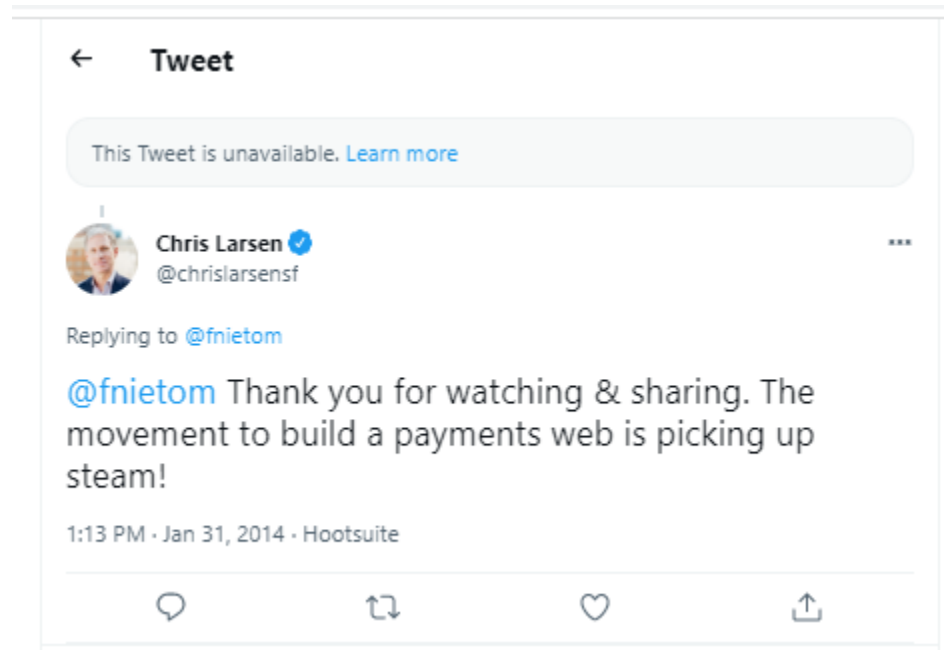 Tweet
This Tweet is unavailable. Learn more
Chris Larsen
@chrislarsensf
Replying to @fnietom
@fnietom Thank you for watching & sharing. The
movement to build a payments web is picking up
steam!
1:13 PM · Jan 31, 2014 · Hootsuite